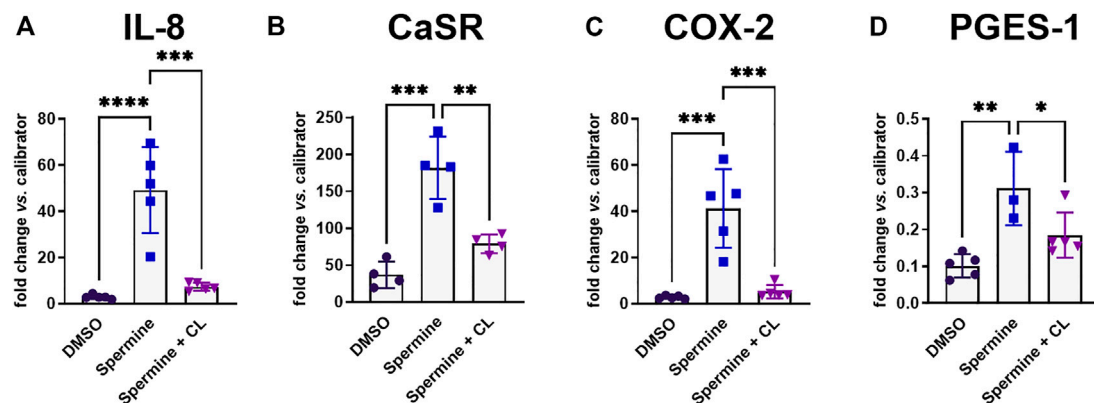 A IL-8
fold change vs. calibrator
80
60
40
20
0
****
***
DMSO
Spermine
Spermine + CL
B CaSR
fold change vs. calibrator
250
200
150
100
50
0
***
**
DMSO
Spermine
Spermine + CL
C COX-2
fold change vs. calibrator
80
60
40
20
0
***
***
DMSO
Spermine
Spermine + CL
D PGES-1
fold change vs. calibrator
0.5
0.4
0.3
0.2
0.1
0.0
**
*
DMSO
Spermine
Spermine + CL